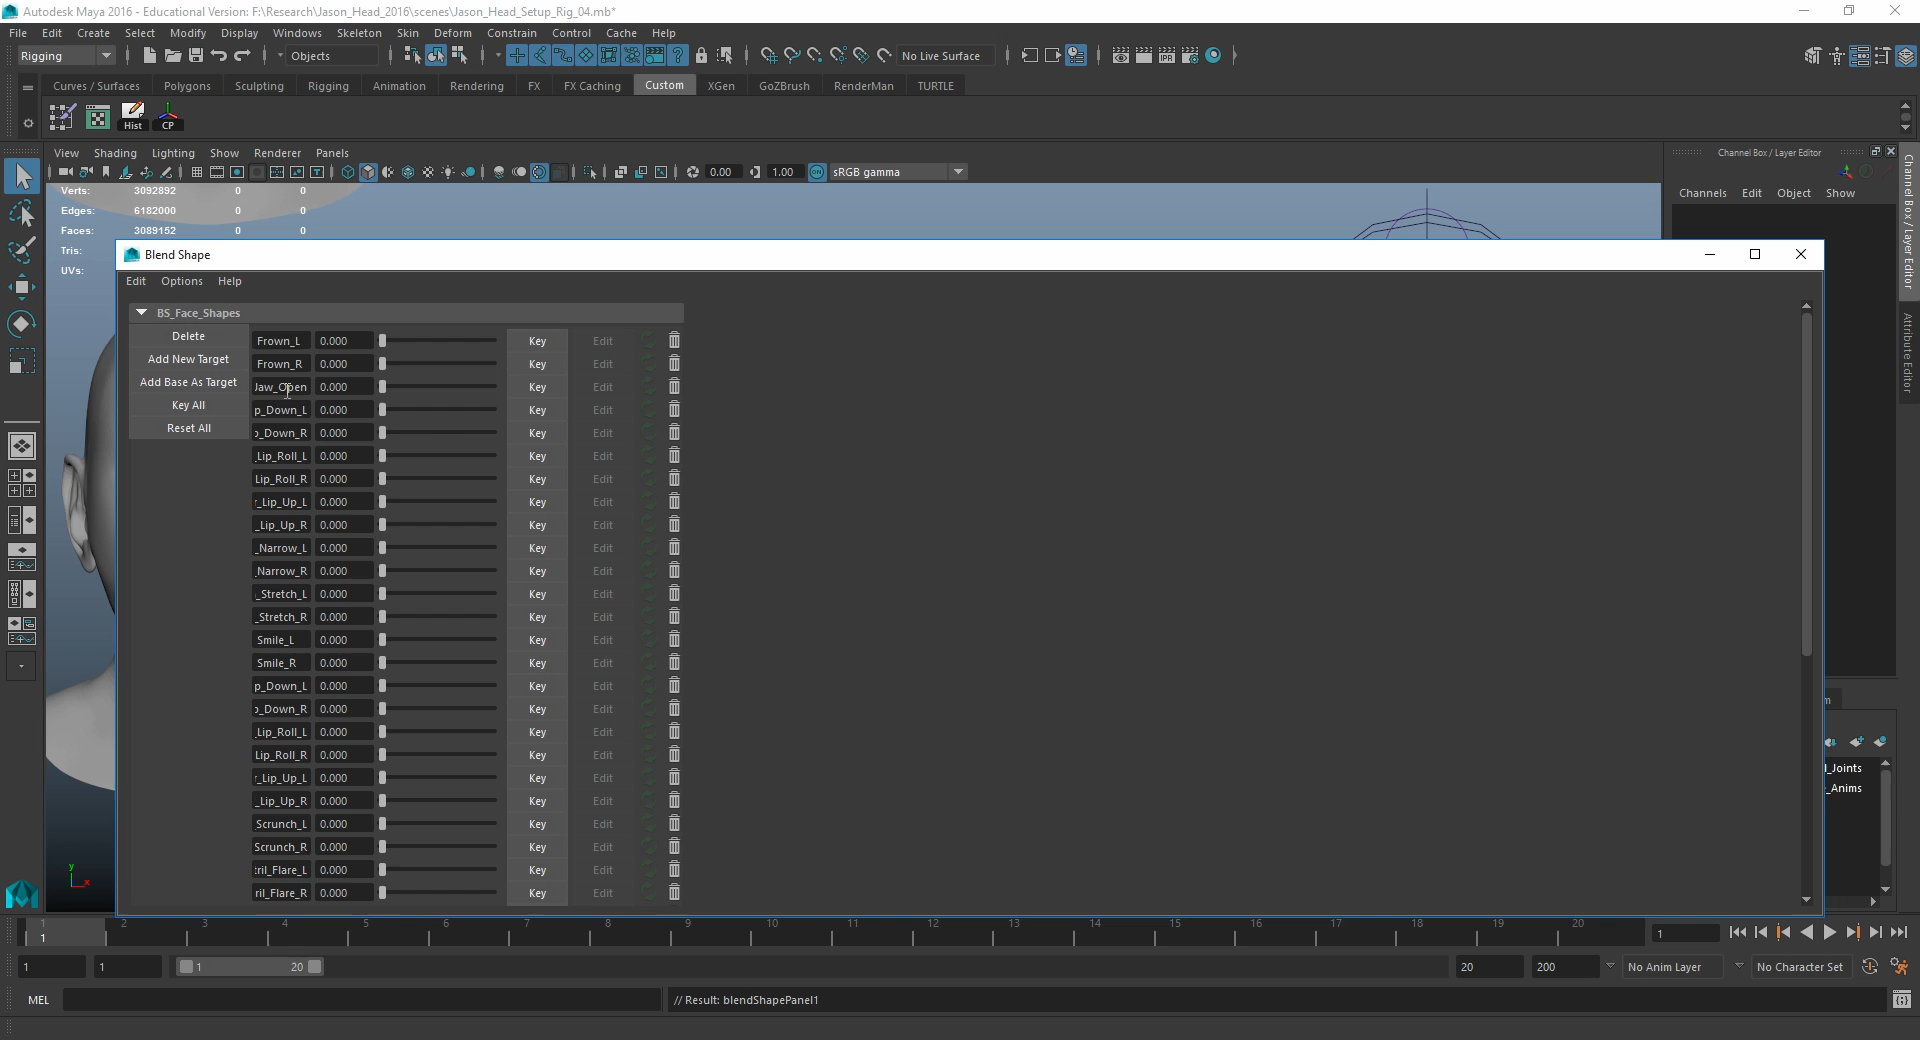 Autodesk Maya 2016 - Educational Version: F:\Research\Jason_Head_2016\scenes\Jason_Head_Setup_Rig_04.mb*
File Edit Create Select Modify Display Windows Skeleton Skin Deform Constrain Control Cache Help
Rigging Objects No Live Surface
Curves / Surfaces Polygons Sculpting Rigging Animation Rendering FX FX Caching Custom XGen GoZBrush RenderMan TURTLE
Hist CP
View Shading Lighting Show Renderer Panels
Channel Box / Layer Editor
0.00 1.00 sRGB gamma
Channels Edit Object Show
Verts: 3092892 0 0
Edges: 6182000 0 0
Faces: 3089152 0 0
Tris:
UVs:
Channel Box / Layer Editor
Attribute Editor
Blend Shape
Edit Options Help
BS_Face_Shapes
Delete
Add New Target
Add Base As Target
Key All
Reset All
Frown_L 0.000 Key Edit
Frown_R 0.000 Key Edit
Jaw_Open 0.000 Key Edit
p_Down_L 0.000 Key Edit
_Down_R 0.000 Key Edit
_Lip_Roll_L 0.000 Key Edit
Lip_Roll_R 0.000 Key Edit
r_Lip_Up_L 0.000 Key Edit
_Lip_Up_R 0.000 Key Edit
_Narrow_L 0.000 Key Edit
_Narrow_R 0.000 Key Edit
_Stretch_L 0.000 Key Edit
_Stretch_R 0.000 Key Edit
Smile_L 0.000 Key Edit
Smile_R 0.000 Key Edit
p_Down_L 0.000 Key Edit
_Down_R 0.000 Key Edit
_Lip_Roll_L 0.000 Key Edit
Lip_Roll_R 0.000 Key Edit
r_Lip_Up_L 0.000 Key Edit
_Lip_Up_R 0.000 Key Edit
Scrunch_L 0.000 Key Edit
Scrunch_R 0.000 Key Edit
tril_Flare_L 0.000 Key Edit
ril_Flare_R 0.000 Key Edit
_Joints
_Anims
y
x
1 2 3 4 5 6 7 8 9 10 11 12 13 14 15 16 17 18 19 20
1 1
1 1 1 20 20 200 No Anim Layer No Character Set
MEL // Result: blendShapePanel1